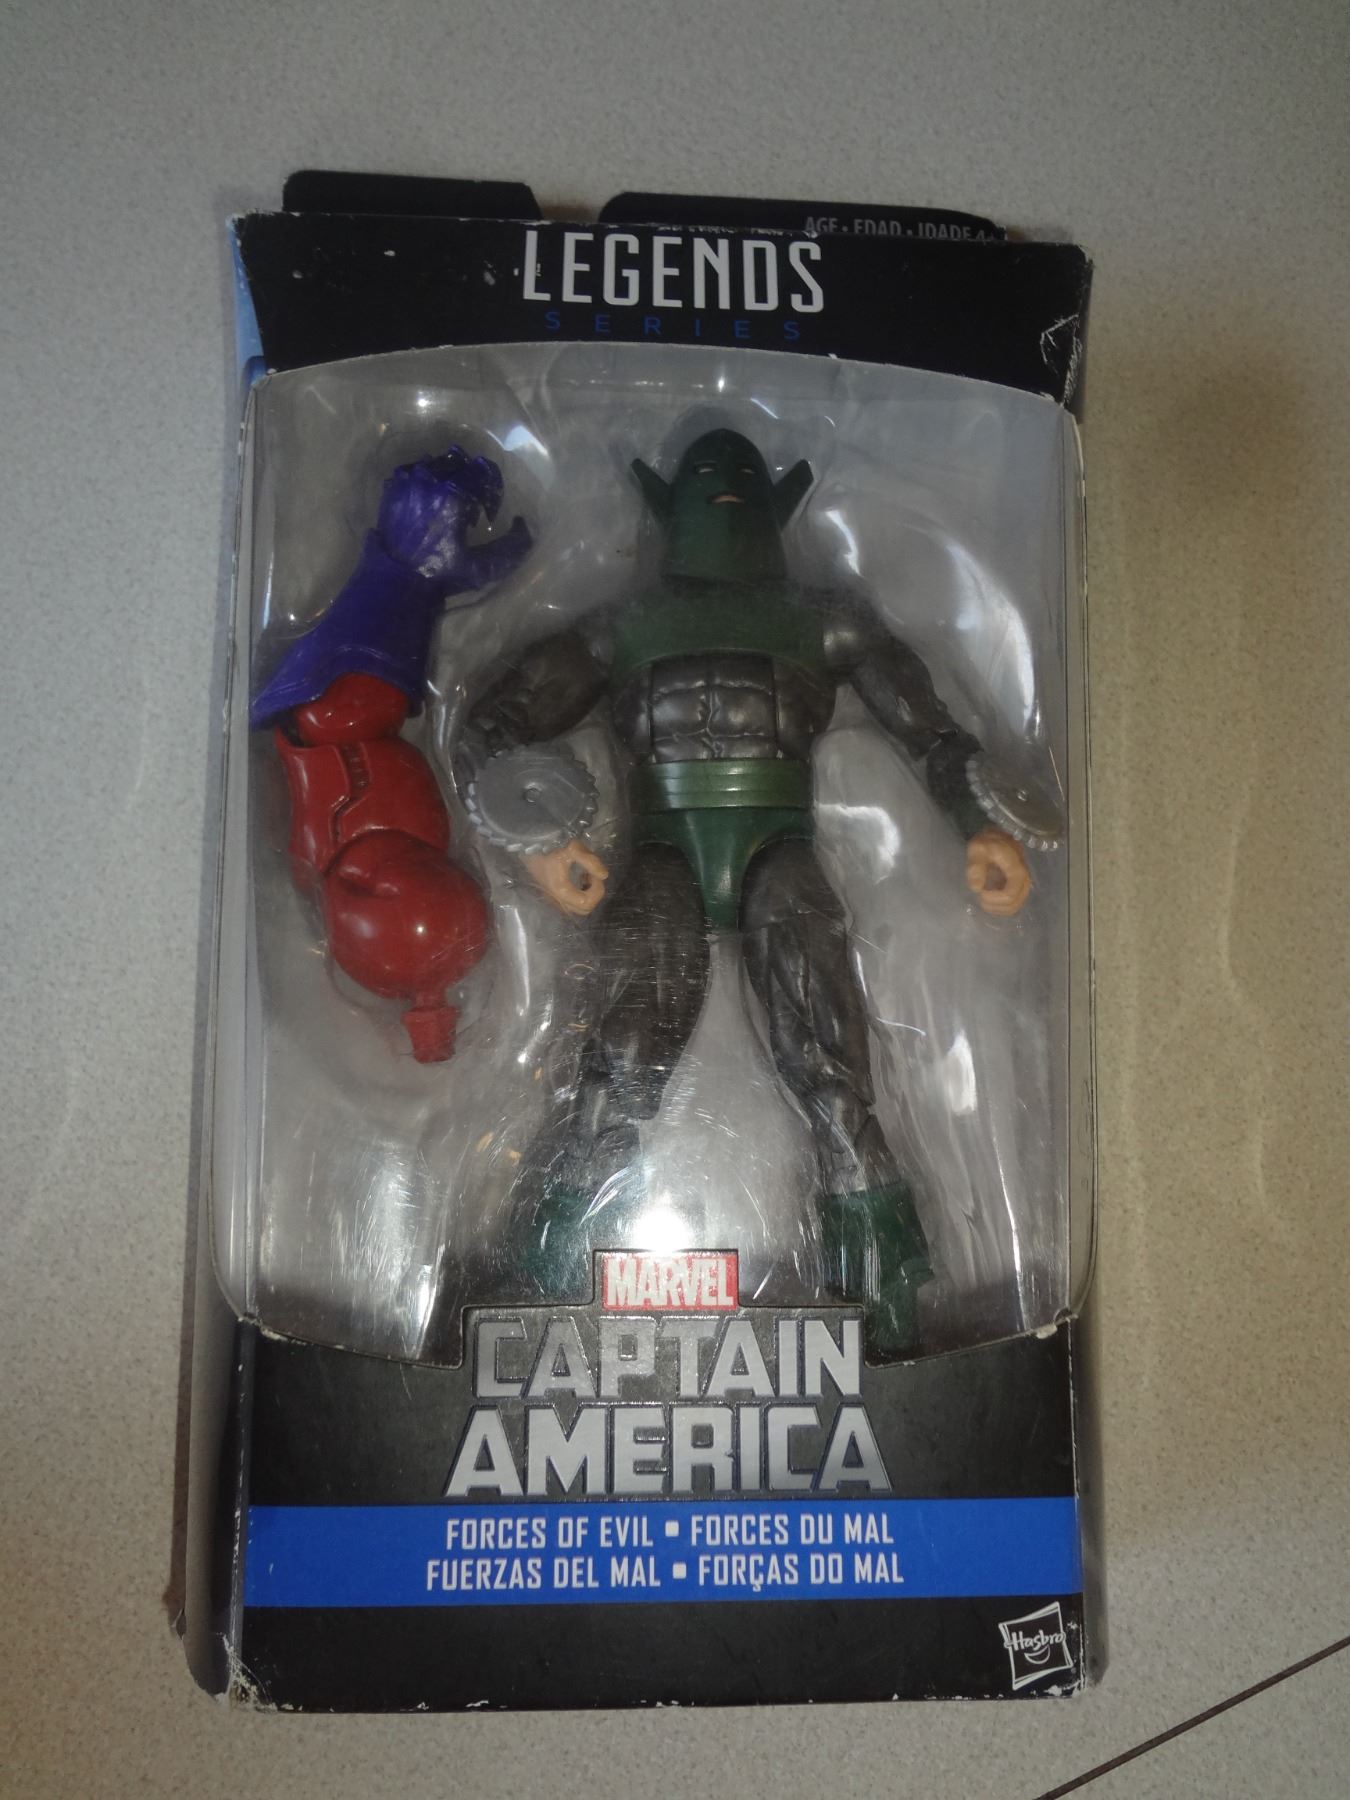 AGE • EDAD • IDADE 4+
LEGENDS
SERIES
MARVEL
CAPTAIN
AMERICA
FORCES OF EVIL ▪ FORCES DU MAL
FUERZAS DEL MAL ▪ FORÇAS DO MAL
Hasbro